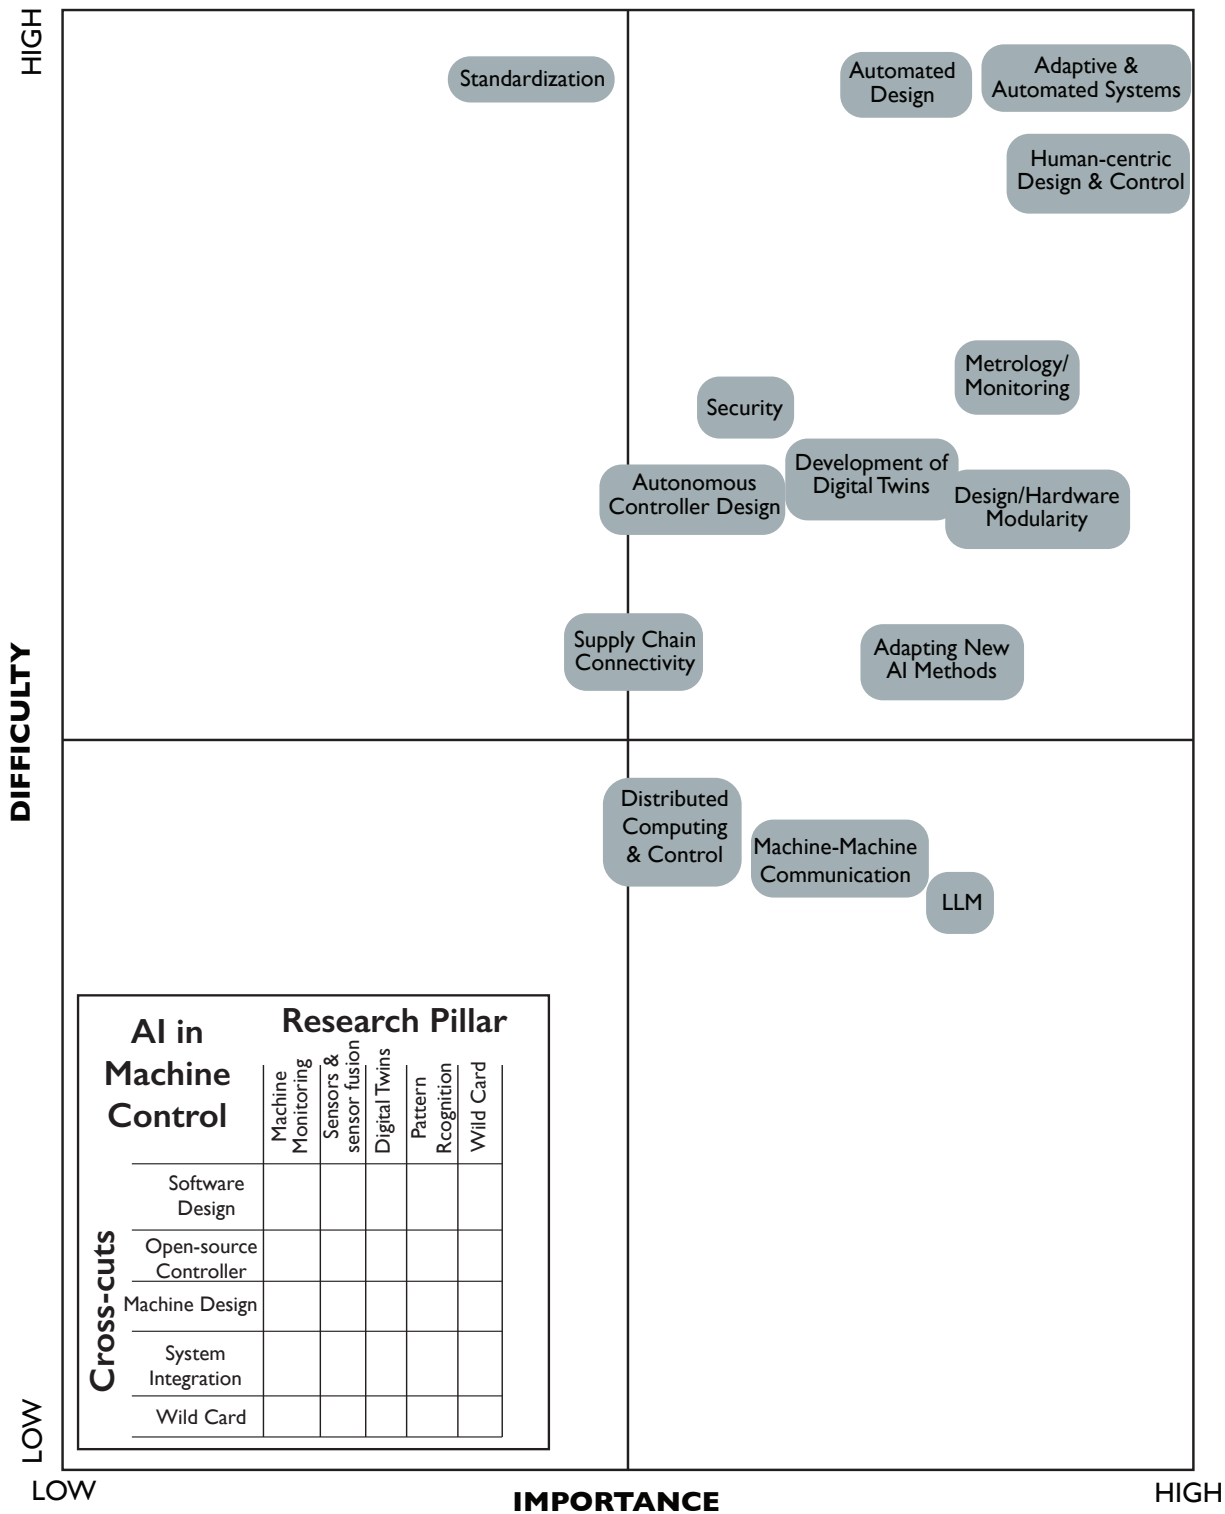 HIGH
Standardization
Automated
Design
Adaptive &
Automated Systems
Human-centric
Design & Control
Metrology/
Monitoring
Security
Development of
Digital Twins
Autonomous
Controller Design
Design/Hardware
Modularity
Supply Chain
Connectivity
Adapting New
AI Methods
DIFFICULTY
Distributed
Computing
& Control
Machine-Machine
Communication
LLM
AI in
Machine
Control
Research Pillar
Machine
Monitoring
Sensors &
sensor fusion
Digital Twins
Pattern
Rcognition
Wild Card
Cross-cuts
Software
Design
Open-source
Controller
Machine Design
System
Integration
Wild Card
LOW
LOW
IMPORTANCE
HIGH